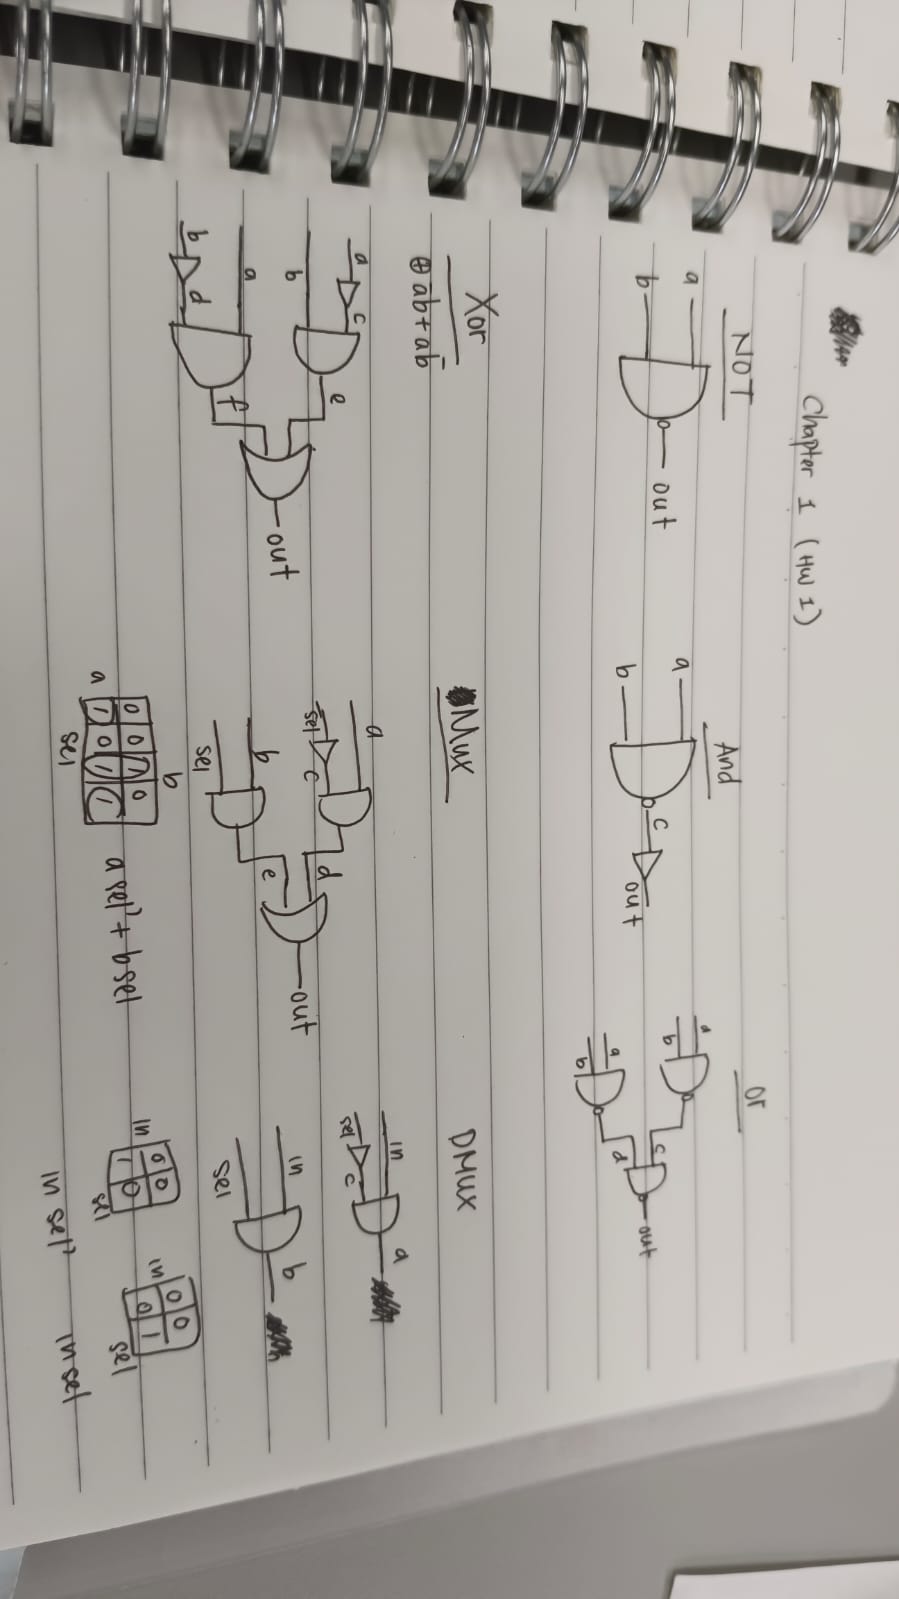 Chapter 1 (HW 1)
NOT
a
b
out
And
a
b
c
out
Or
a
b
a
b
c
d
out
Xor
⊕ a̅b + ab̅
a
c
b
e
a
b
d
f
out
Mux
a
sel
c
d
b
sel
e
out
b
0 0 1 0
a 1 0 1 1
sel
a sel' + b sel
DMUX
in
sel
c
a
in
sel
b
0 0
in 1 0
sel
in sel'
0 0
in 0 1
sel
in sel